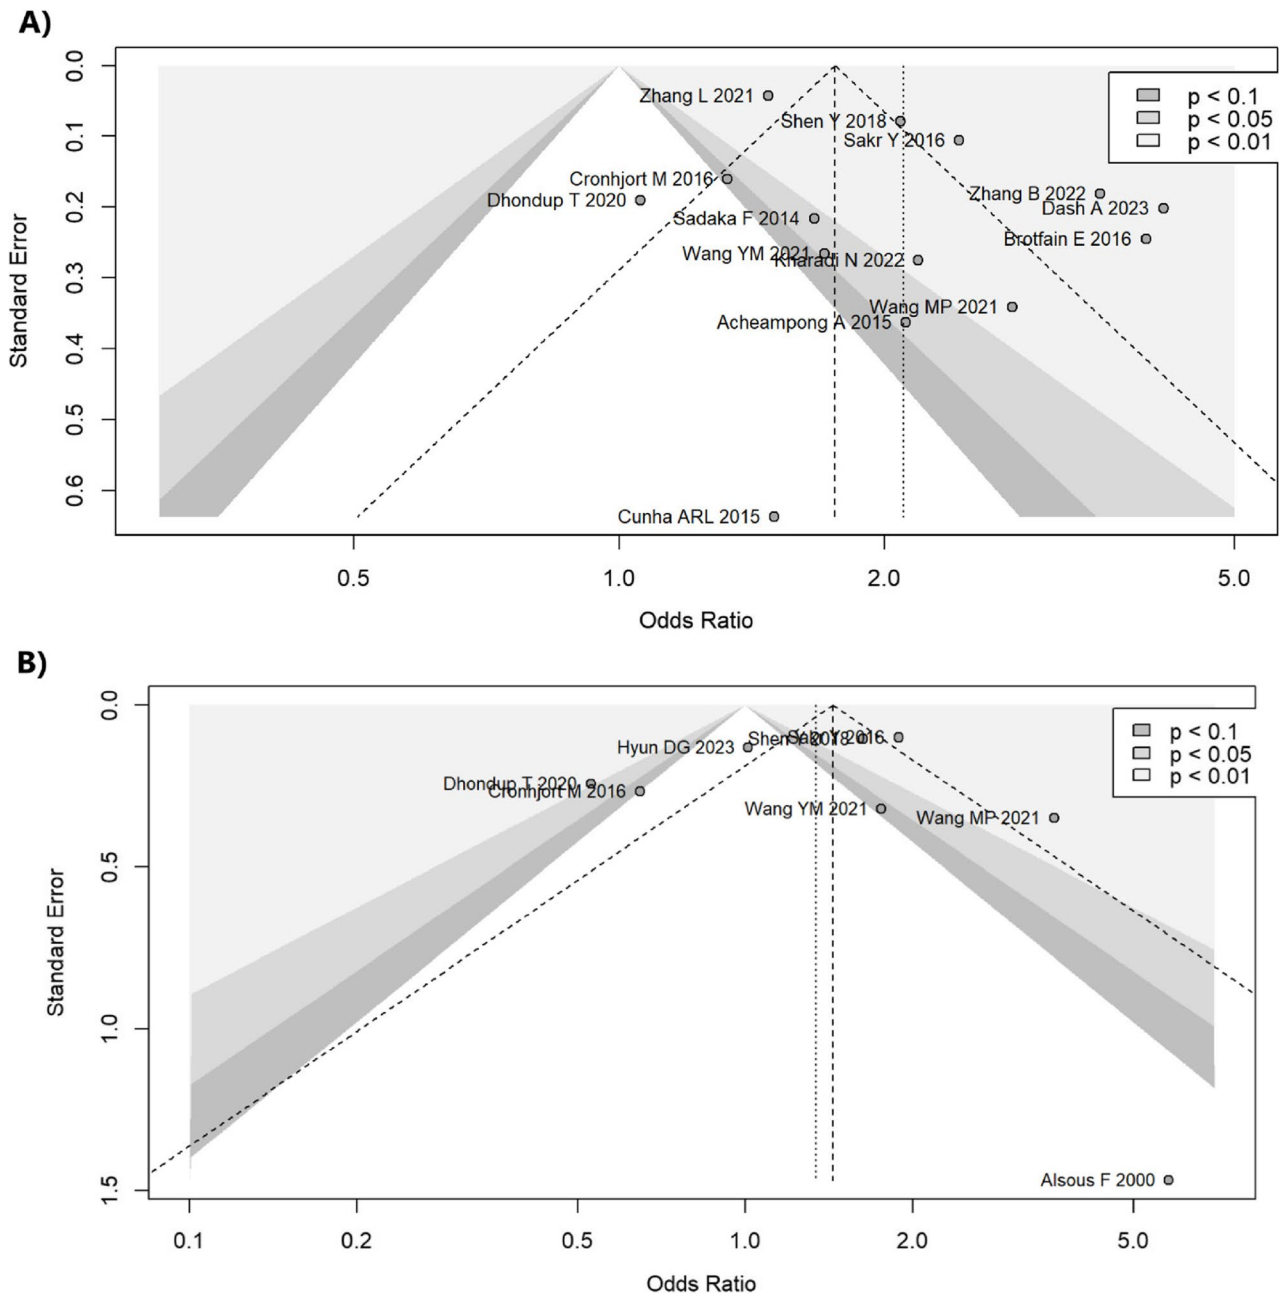 A)
0.0
0.1
0.2
0.3
0.4
0.5
0.6
Standard Error
Zhang L 2021
Shen Y 2018
Sakr Y 2016
Cronhjort M 2016
Dhondup T 2020
Zhang B 2022
Dash A 2023
Sadaka F 2014
Brotfain E 2016
Wang YM 2021
Kharadi N 2022
Wang MP 2021
Acheampong A 2015
Cunha ARL 2015
p < 0.1
p < 0.05
p < 0.01
0.5 1.0 2.0 5.0
Odds Ratio
B)
0.0
0.5
1.0
1.5
Standard Error
Hyun DG 2023
Shen Y 2018
Sakr Y 2016
Dhondup T 2020
Cronhjort M 2016
Wang YM 2021
Wang MP 2021
Alsous F 2000
p < 0.1
p < 0.05
p < 0.01
0.1 0.2 0.5 1.0 2.0 5.0
Odds Ratio